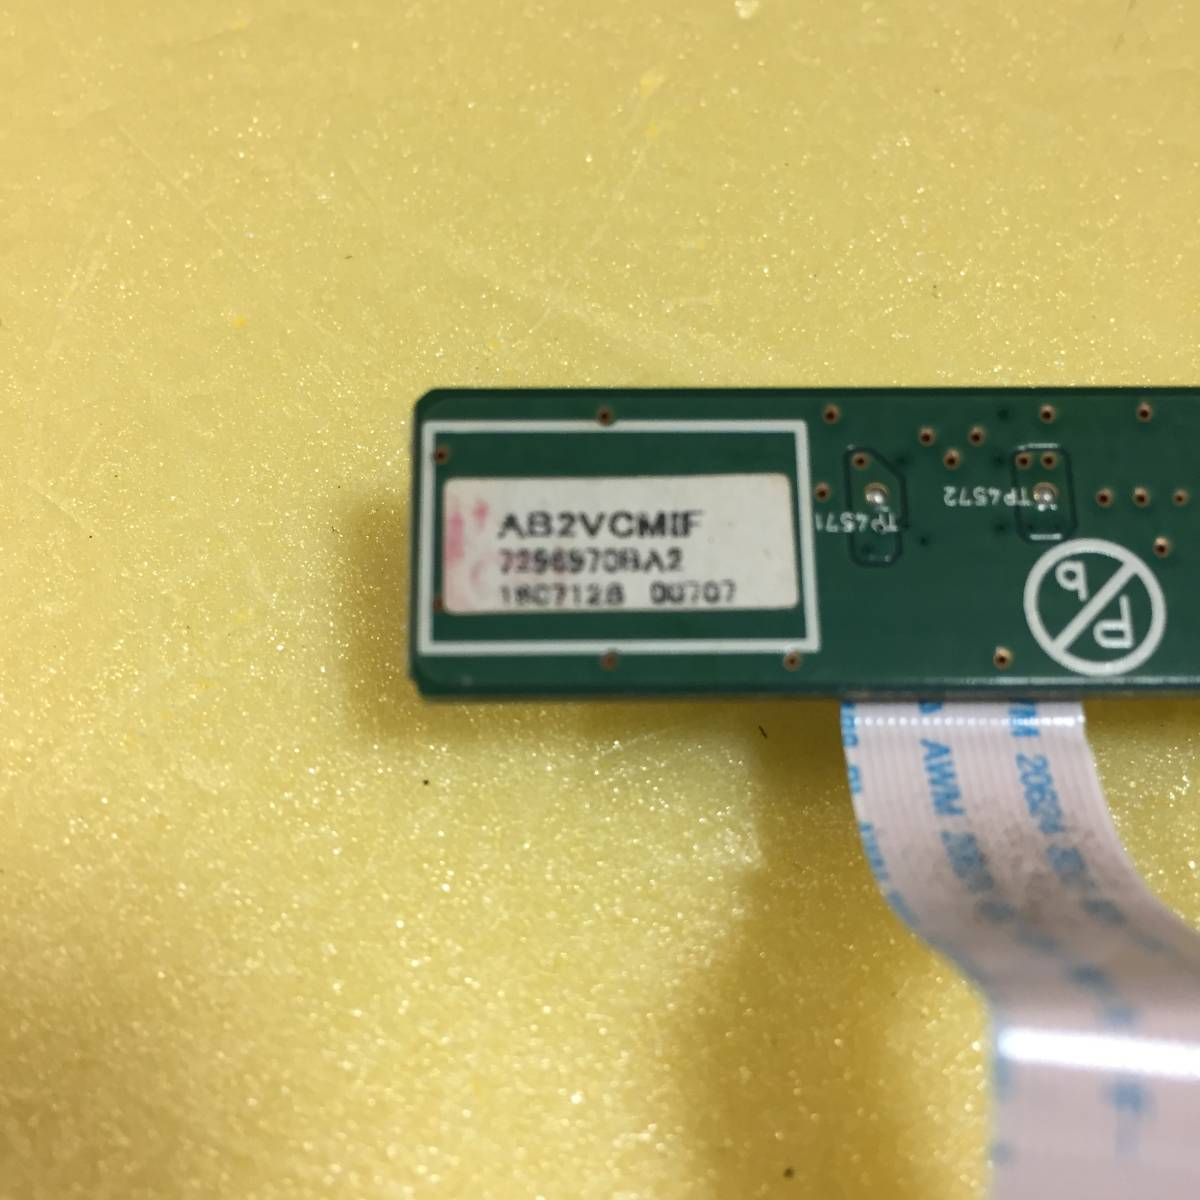 AB2VCMIF
7296970BA2
1807128 00707
TP4571
TP4572
Pb
AWM
20624